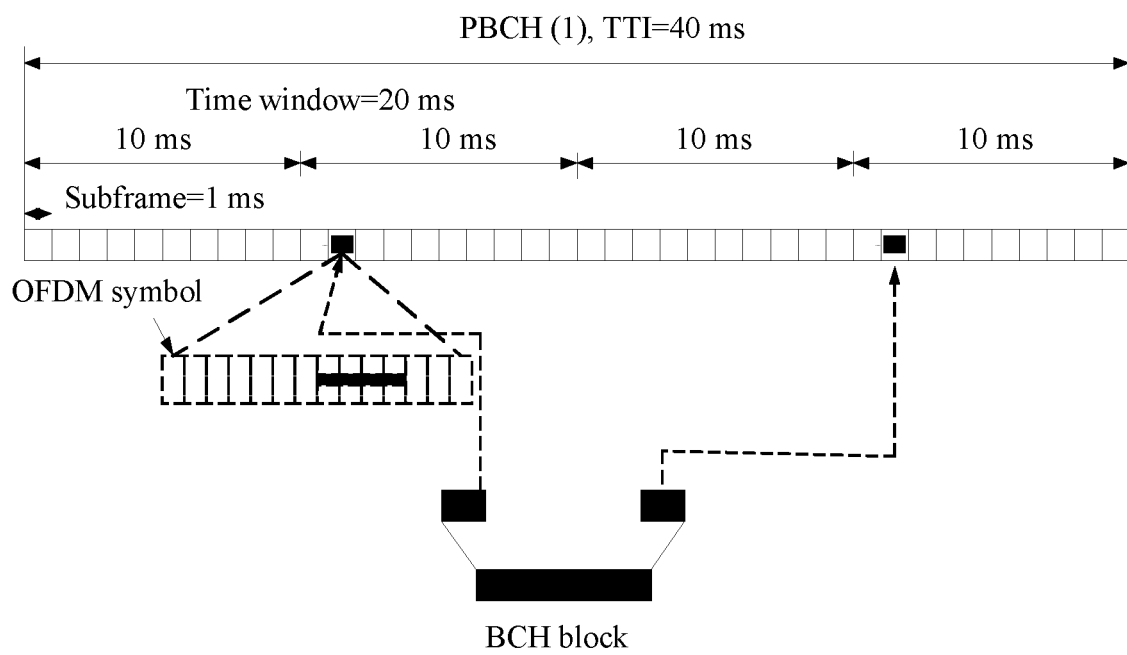 PBCH (1), TTI=40 ms
Time window=20 ms
10 ms 10 ms 10 ms 10 ms
Subframe=1 ms
OFDM symbol
BCH block